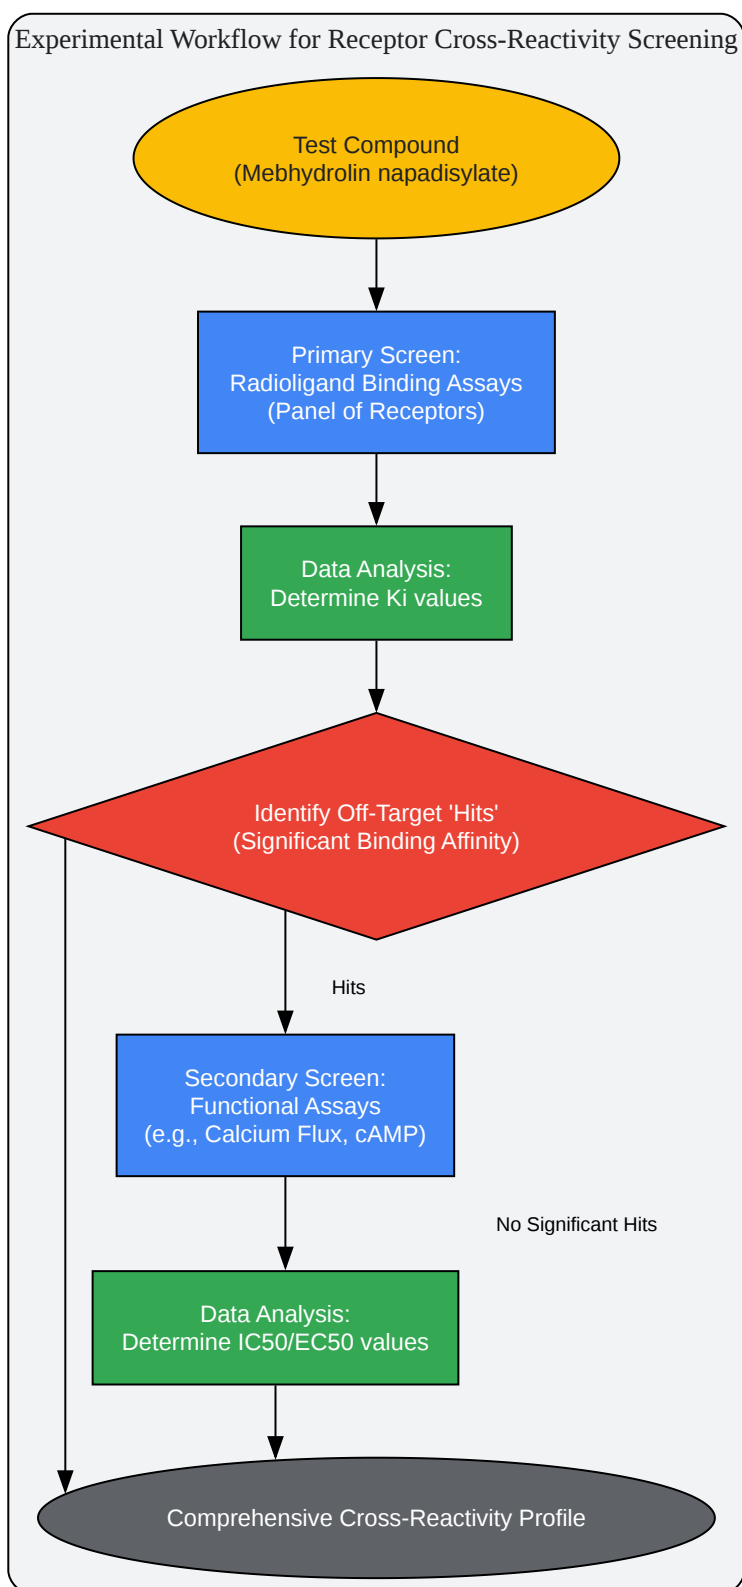 Experimental Workflow for Receptor Cross-Reactivity Screening
Test Compound
(Mebhydrolin napadisylate)
Primary Screen:
Radioligand Binding Assays
(Panel of Receptors)
Data Analysis:
Determine Ki values
Identify Off-Target 'Hits'
(Significant Binding Affinity)
Hits
Secondary Screen:
Functional Assays
(e.g., Calcium Flux, cAMP)
No Significant Hits
Data Analysis:
Determine IC50/EC50 values
Comprehensive Cross-Reactivity Profile